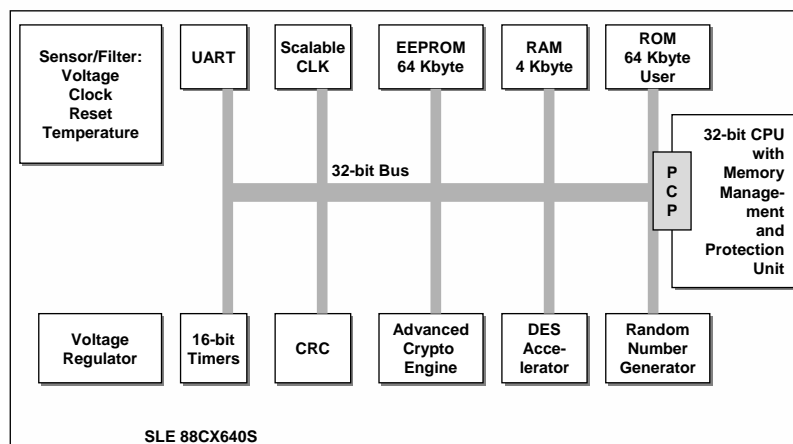 Sensor/Filter:
Voltage
Clock
Reset
Temperature
UART
Scalable
CLK
EEPROM
64 Kbyte
RAM
4 Kbyte
ROM
64 Kbyte
User
32-bit Bus
P
C
P
32-bit CPU
with
Memory
Manage-
ment
and
Protection
Unit
Voltage
Regulator
16-bit
Timers
CRC
Advanced
Crypto
Engine
DES
Acce-
lerator
Random
Number
Generator
SLE 88CX640S